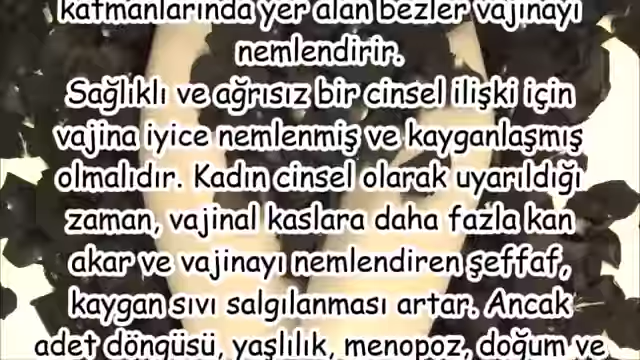 katmanlarında yer alan bezler vajinayı
nemlendirir.
Sağlıklı ve ağrısız bir cinsel ilişki için
vajina iyice nemlenmiş ve kayganlaşmış
olmalıdır. Kadın cinsel olarak uyarıldığı
zaman, vajinal kaslara daha fazla kan
akar ve vajinayı nemlendiren şeffaf,
kaygan sıvı salgılanması artar. Ancak
adet döngüsü, yaşlılık, menopoz, doğum ve